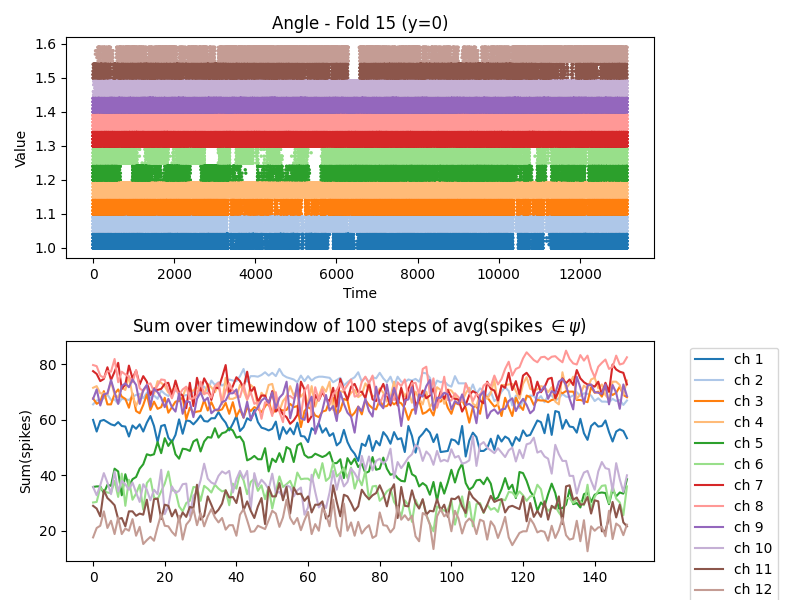 Angle - Fold 15 (y=0)
1.6
1.5
1.4
1.3
1.2
1.1
1.0
Value
0 2000 4000 6000 8000 10000 12000
Time
Sum over timewindow of 100 steps of avg(spikes ∈ψ)
80
60
40
20
Sum(spikes)
0 20 40 60 80 100 120 140
ch 1
ch 2
ch 3
ch 4
ch 5
ch 6
ch 7
ch 8
ch 9
ch 10
ch 11
ch 12